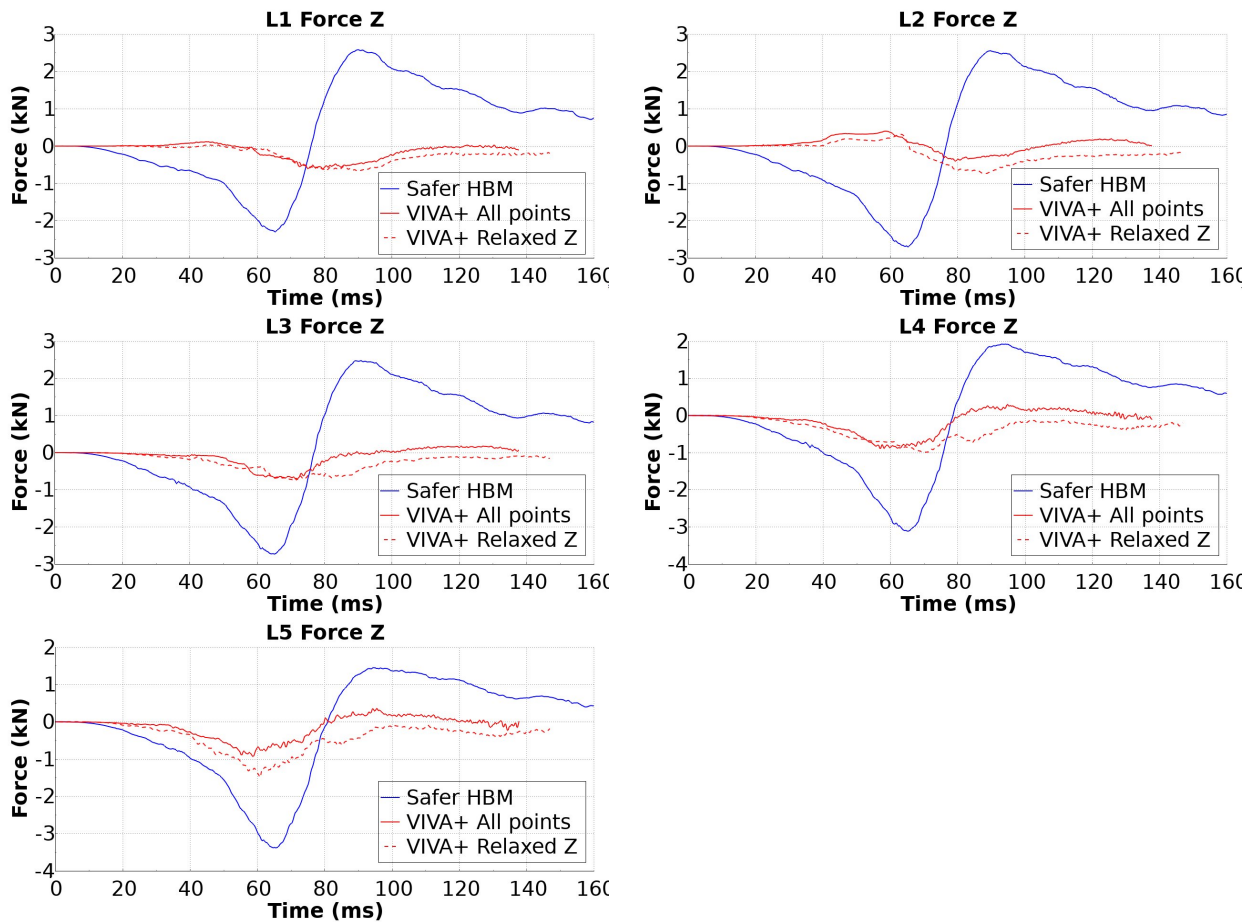 L1 Force Z
3
2
1
0
-1
-2
-3
Force (kN)
Safer HBM
VIVA+ All points
VIVA+ Relaxed Z
0 20 40 60 80 100 120 140 160
Time (ms)
L2 Force Z
3
2
1
0
-1
-2
-3
Force (kN)
Safer HBM
VIVA+ All points
VIVA+ Relaxed Z
0 20 40 60 80 100 120 140 160
Time (ms)
L3 Force Z
3
2
1
0
-1
-2
-3
Force (kN)
Safer HBM
VIVA+ All points
VIVA+ Relaxed Z
0 20 40 60 80 100 120 140 160
Time (ms)
L4 Force Z
2
1
0
-1
-2
-3
-4
Force (kN)
Safer HBM
VIVA+ All points
VIVA+ Relaxed Z
0 20 40 60 80 100 120 140 160
Time (ms)
L5 Force Z
2
1
0
-1
-2
-3
-4
Force (kN)
Safer HBM
VIVA+ All points
VIVA+ Relaxed Z
0 20 40 60 80 100 120 140 160
Time (ms)